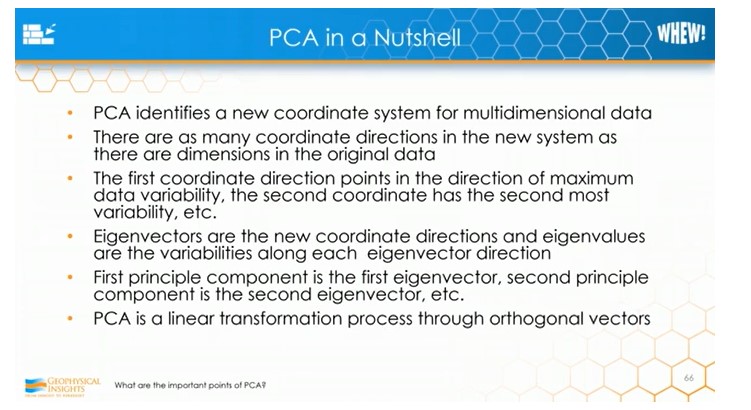 PCA in a Nutshell
WHEW!
• PCA identifies a new coordinate system for multidimensional data
• There are as many coordinate directions in the new system as
there are dimensions in the original data
• The first coordinate direction points in the direction of maximum
data variability, the second coordinate has the second most
variability, etc.
• Eigenvectors are the new coordinate directions and eigenvalues
are the variabilities along each eigenvector direction
• First principle component is the first eigenvector, second principle
component is the second eigenvector, etc.
• PCA is a linear transformation process through orthogonal vectors
GEOPHYSICAL
INSIGHTS
What are the important points of PCA?
66